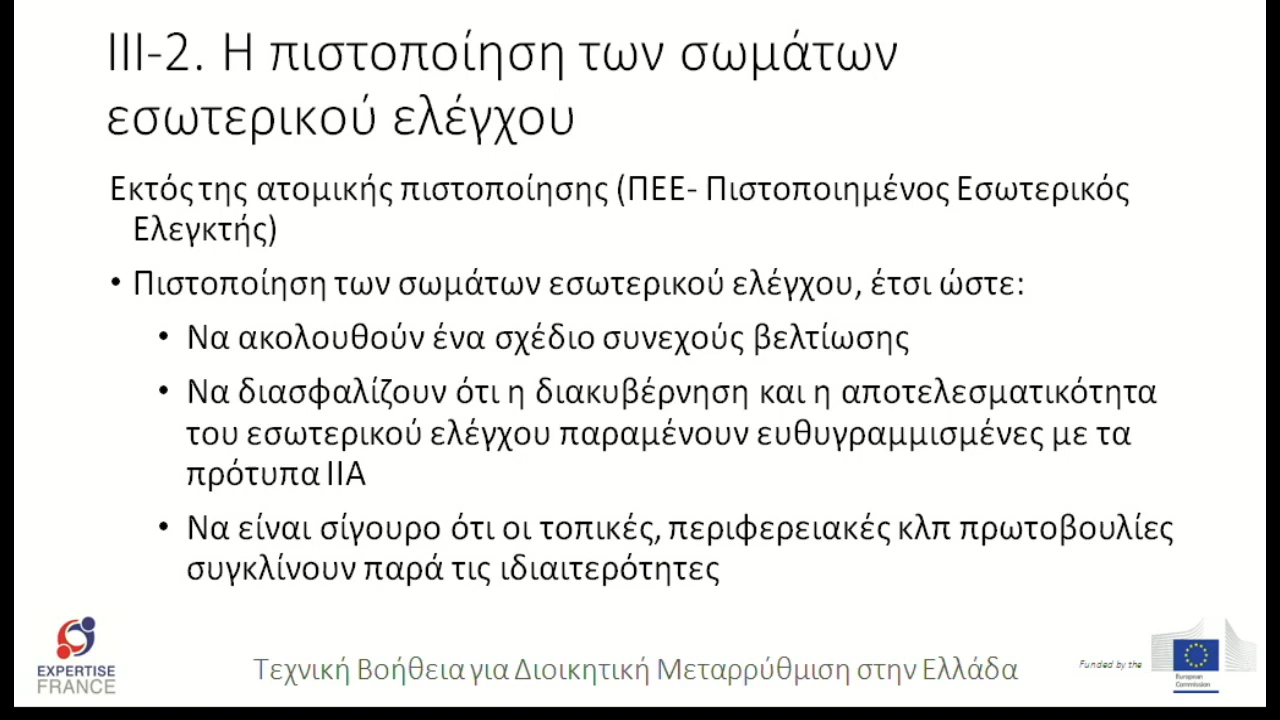 III-2. Η πιστοποίηση των σωμάτων
εσωτερικού ελέγχου
Εκτός της ατομικής πιστοποίησης (ΠΕΕ- Πιστοποιημένος Εσωτερικός
Ελεγκτής)
• Πιστοποίηση των σωμάτων εσωτερικού ελέγχου, έτσι ώστε:
• Να ακολουθούν ένα σχέδιο συνεχούς βελτίωσης
• Να διασφαλίζουν ότι η διακυβέρνηση και η αποτελεσματικότητα
του εσωτερικού ελέγχου παραμένουν ευθυγραμμισμένες με τα
πρότυπα IIA
• Να είναι σίγουρο ότι οι τοπικές, περιφερειακές κλπ πρωτοβουλίες
συγκλίνουν παρά τις ιδιαιτερότητες
EXPERTISE
FRANCE
Τεχνική Βοήθεια για Διοικητική Μεταρρύθμιση στην Ελλάδα
Funded by the
European
Commission